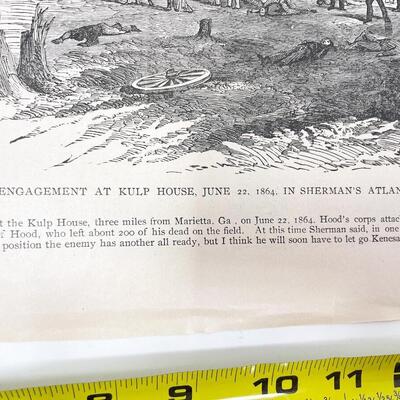 ENGAGEMENT AT KULP HOUSE, JUNE 22, 1864, IN SHERMAN'S ATLAN
t the Kulp House, three miles from Marietta, Ga., on June 22, 1864. Hood's corps attac
f Hood, who left about 200 of his dead on the field. At this time Sherman said, in one
position the enemy has another all ready, but I think he will soon have to let go Kenesa
8 9 10 11